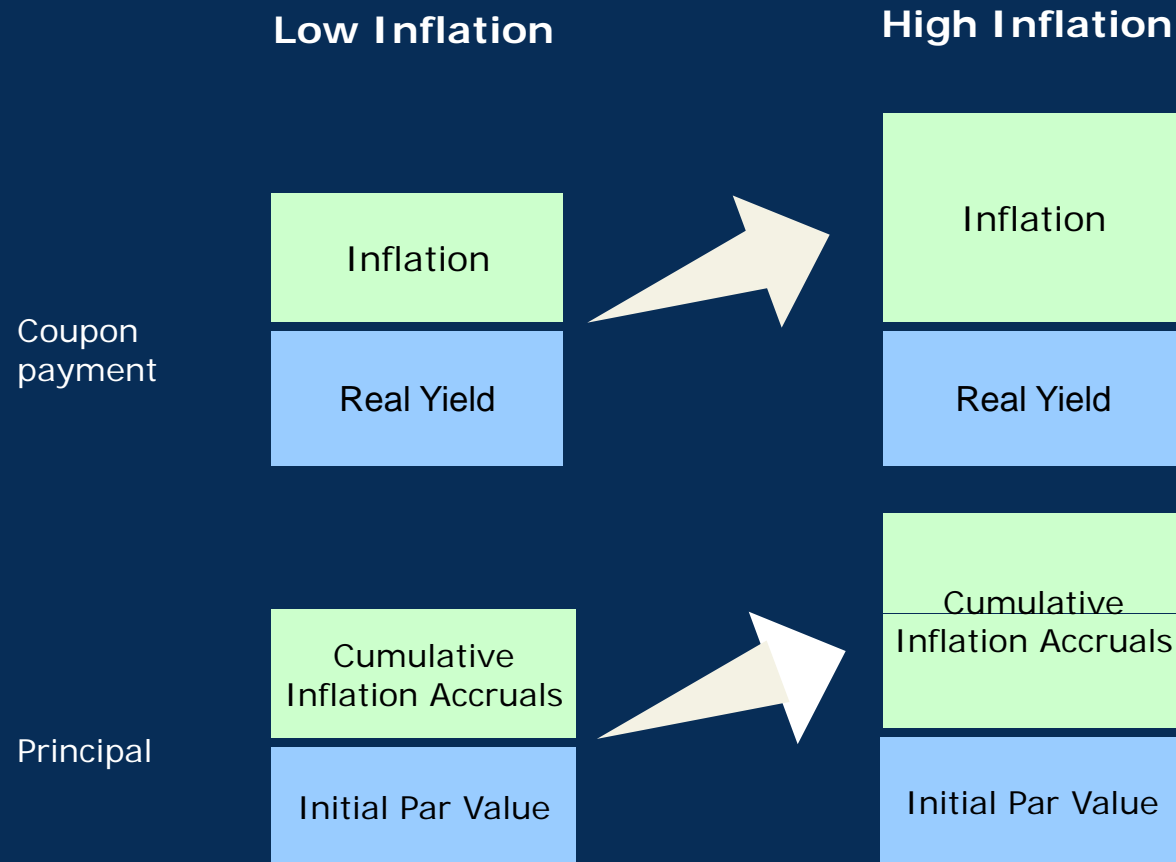 Low Inflation
High Inflation
Inflation
Inflation
Coupon
payment
Real Yield
Real Yield
Cumulative
Inflation Accruals
Cumulative
Inflation Accruals
Principal
Initial Par Value
Initial Par Value